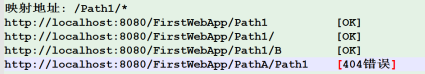 映射地址: /Path1/*
http://localhost:8080/FirstWebApp/Path1 [OK]
http://localhost:8080/FirstWebApp/Path1/ [OK]
http://localhost:8080/FirstWebApp/Path1/B [OK]
http://localhost:8080/FirstWebApp/PathA/Path1 [404错误]